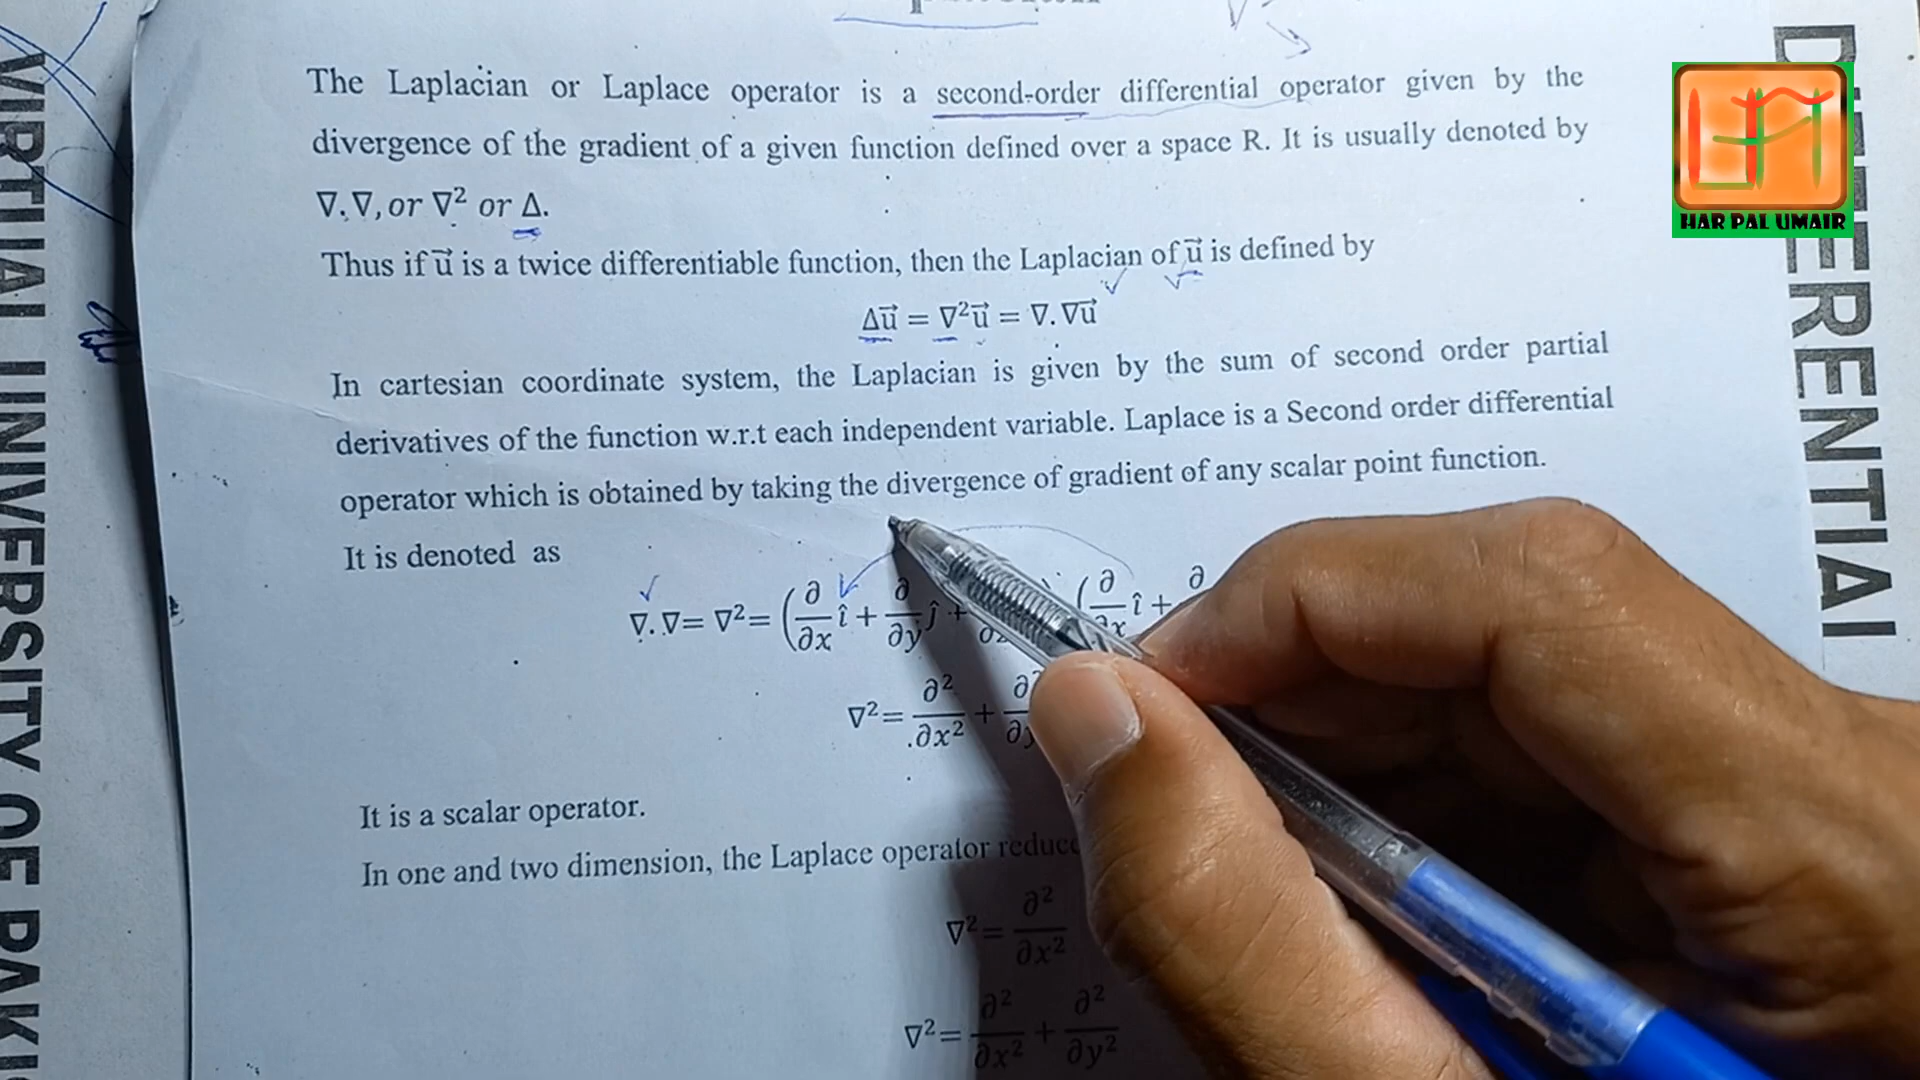 The Laplacian or Laplace operator is a second-order differential operator given by the
divergence of the gradient of a given function defined over a space R. It is usually denoted by
∇.∇, or ∇² or Δ.
Thus if u⃗ is a twice differentiable function, then the Laplacian of u⃗ is defined by
Δu⃗ = ∇²u⃗ = ∇.∇u⃗
In cartesian coordinate system, the Laplacian is given by the sum of second order partial
derivatives of the function w.r.t each independent variable. Laplace is a Second order differential
operator which is obtained by taking the divergence of gradient of any scalar point function.
It is denoted as
∇.∇= ∇²= (∂/∂x î + ∂/∂y ĵ + (∂/∂x î + ∂
∇²= ∂²/∂x² + ∂
It is a scalar operator.
In one and two dimension, the Laplace operator
∇²= ∂²/∂x²
∇²= ∂²/∂x² + ∂²/∂y²
HAR PAL UMAIR
DIFFERENTIAL
VIRTUAL UNIVERSITY OF